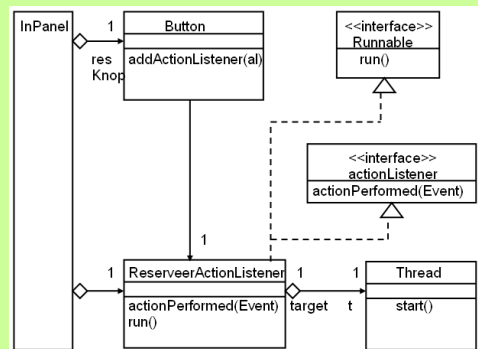 InPanel
1
Button
res
Knop
addActionListener(al)
<<interface>>
Runnable
run()
<<interface>>
actionListener
actionPerformed(Event)
1
1
ReserveerActionListener
1
1
Thread
actionPerformed(Event)
target
t
start()
run()